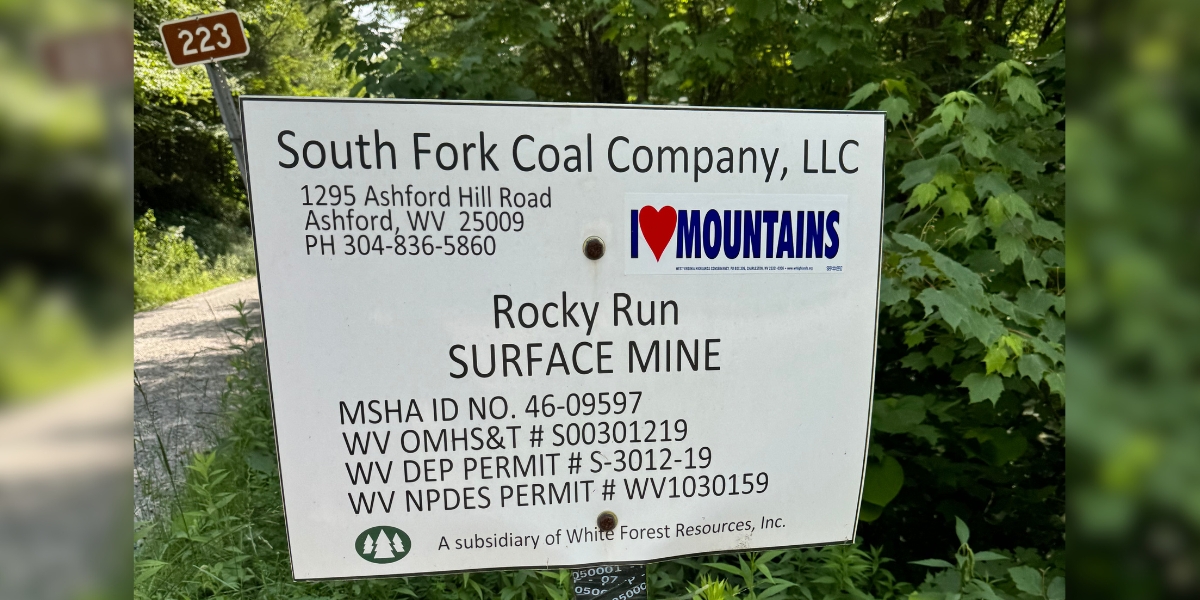 223
South Fork Coal Company, LLC
1295 Ashford Hill Road
Ashford, WV 25009
PH 304-836-5860
I ♥ MOUNTAINS
Rocky Run
SURFACE MINE
MSHA ID NO. 46-09597
WV OMHS&T # S00301219
WV DEP PERMIT # S-3012-19
WV NPDES PERMIT # WV1030159
A subsidiary of White Forest Resources, Inc.